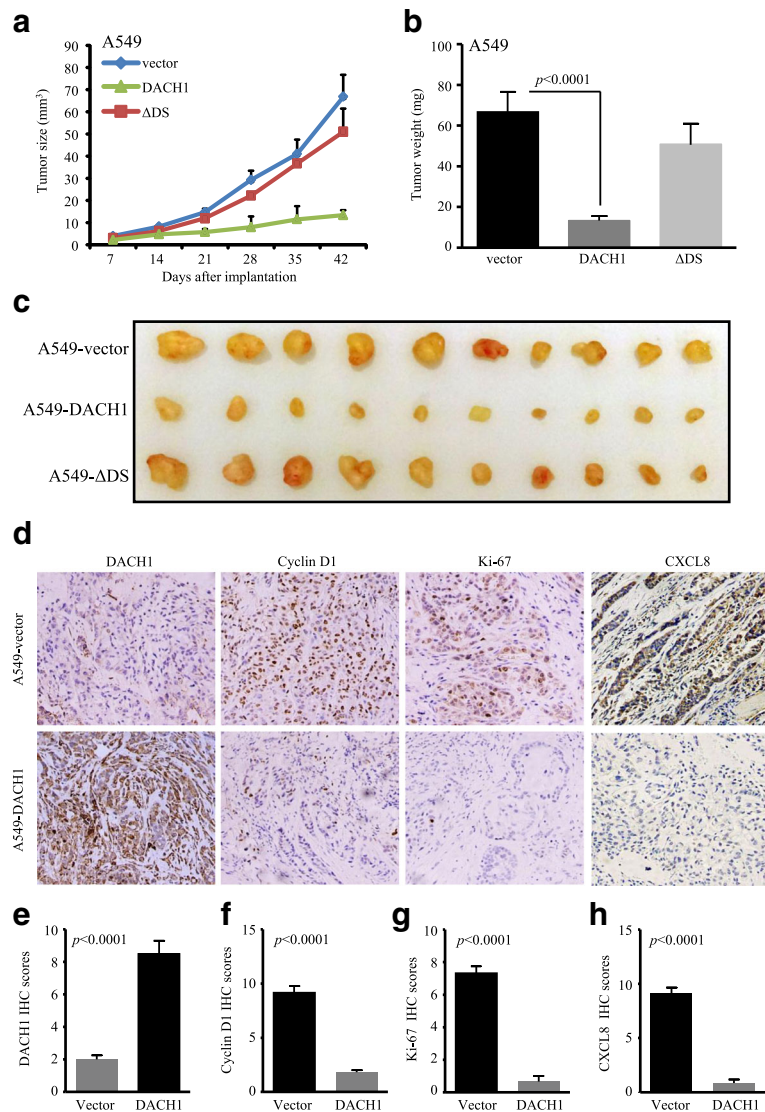 a
A549
vector
DACH1
ΔDS
Tumor size (mm³)
90
80
70
60
50
40
30
20
10
0
7 14 21 28 35 42
Days after implantation
b
A549
p<0.0001
Tumor weight (mg)
100
80
60
40
20
0
vector DACH1 ΔDS
c
A549-vector
A549-DACH1
A549-ΔDS
d
DACH1 Cyclin D1 Ki-67 CXCL8
A549-vector
A549-DACH1
e
p<0.0001
DACH1 IHC scores
10
8
6
4
2
0
Vector DACH1
f
p<0.0001
Cyclin D1 IHC scores
15
10
5
0
Vector DACH1
g
p<0.0001
Ki-67 IHC scores
10
8
6
4
2
0
Vector DACH1
h
p<0.0001
CXCL8 IHC scores
15
10
5
0
Vector DACH1